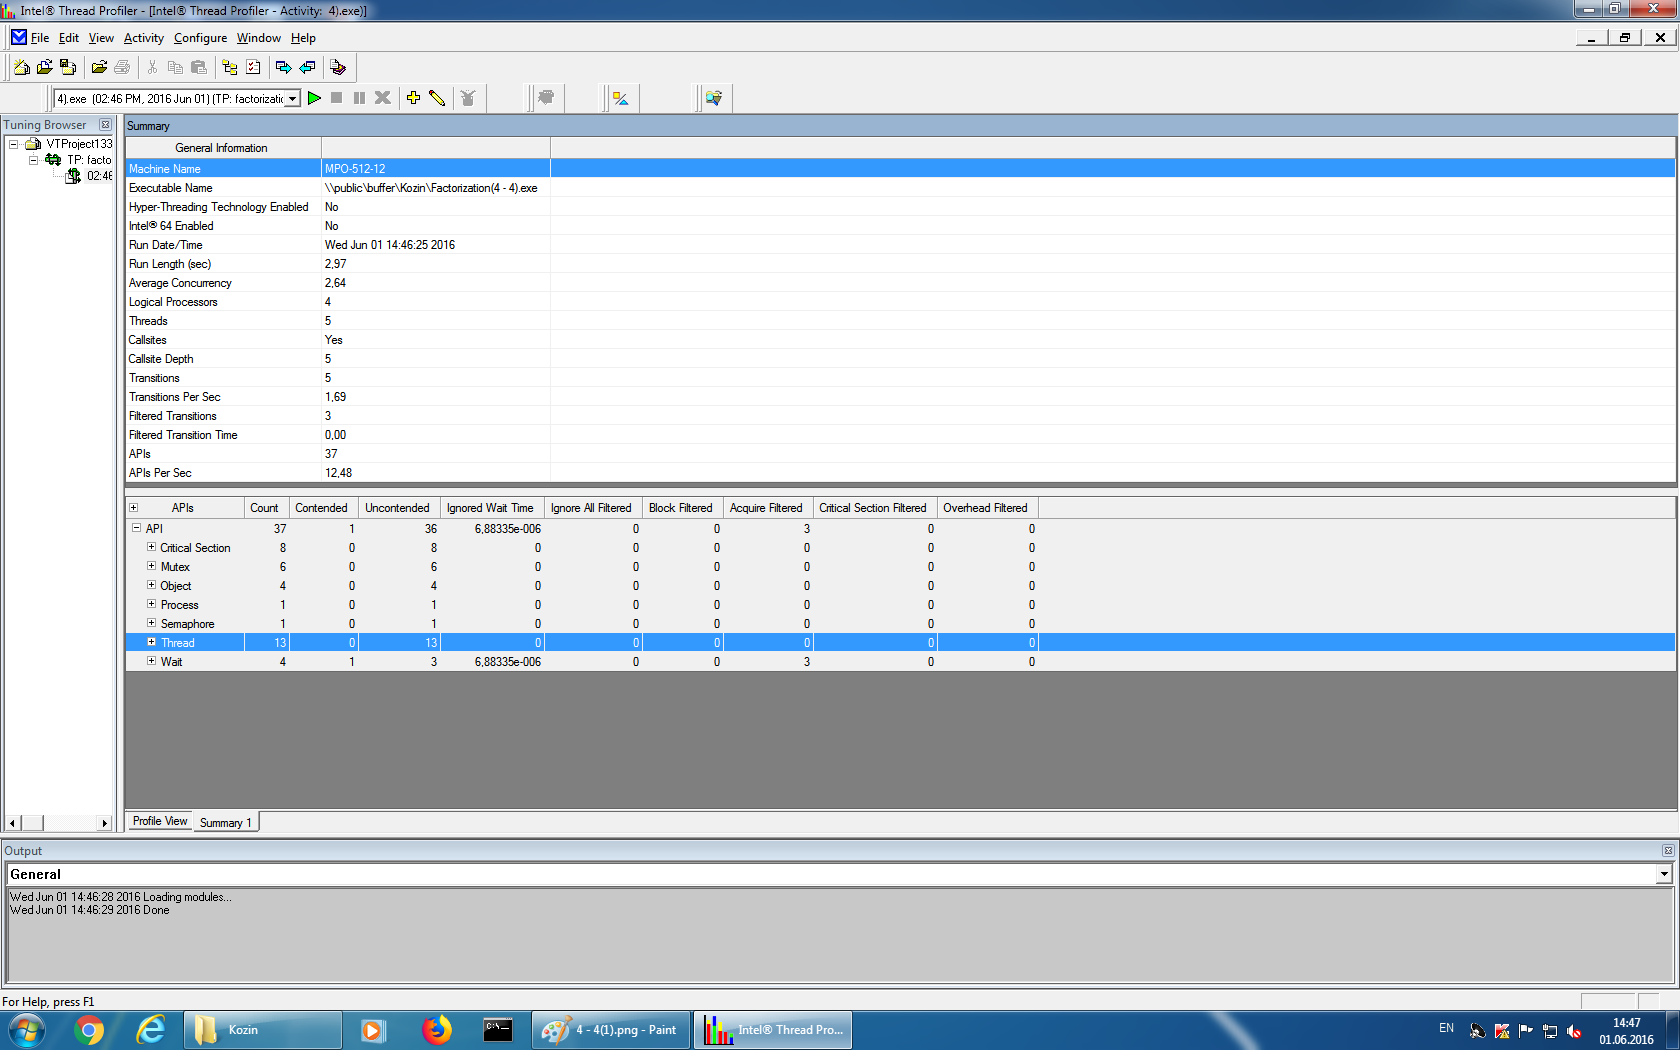 Intel® Thread Profiler - [Intel® Thread Profiler - Activity:  4).exe)]
File Edit View Activity Configure Window Help
4).exe  (02:46 PM, 2016 Jun 01) (TP: factorizatic
Tuning Browser
VTProject133
TP: facto
02:46
Summary
General Information
Machine Name MPO-512-12
Executable Name \\public\buffer\Kozin\Factorization(4 - 4).exe
Hyper-Threading Technology Enabled No
Intel® 64 Enabled No
Run Date/Time Wed Jun 01 14:46:25 2016
Run Length (sec) 2,97
Average Concurrency 2,64
Logical Processors 4
Threads 5
Callsites Yes
Callsite Depth 5
Transitions 5
Transitions Per Sec 1,69
Filtered Transitions 3
Filtered Transition Time 0,00
APIs 37
APIs Per Sec 12,48
APIs Count Contended Uncontended Ignored Wait Time Ignore All Filtered Block Filtered Acquire Filtered Critical Section Filtered Overhead Filtered
API 37 1 36 6,88335e-006 0 0 3 0 0
Critical Section 8 0 8 0 0 0 0 0 0
Mutex 6 0 6 0 0 0 0 0 0
Object 4 0 4 0 0 0 0 0 0
Process 1 0 1 0 0 0 0 0 0
Semaphore 1 0 1 0 0 0 0 0 0
Thread 13 0 13 0 0 0 0 0 0
Wait 4 1 3 6,88335e-006 0 0 3 0 0
Profile View Summary 1
Output
General
Wed Jun 01 14:46:28 2016 Loading modules...
Wed Jun 01 14:46:29 2016 Done
For Help, press F1
Kozin
C:\_
4 - 4(1).png - Paint
Intel® Thread Pro...
EN
14:47
01.06.2016